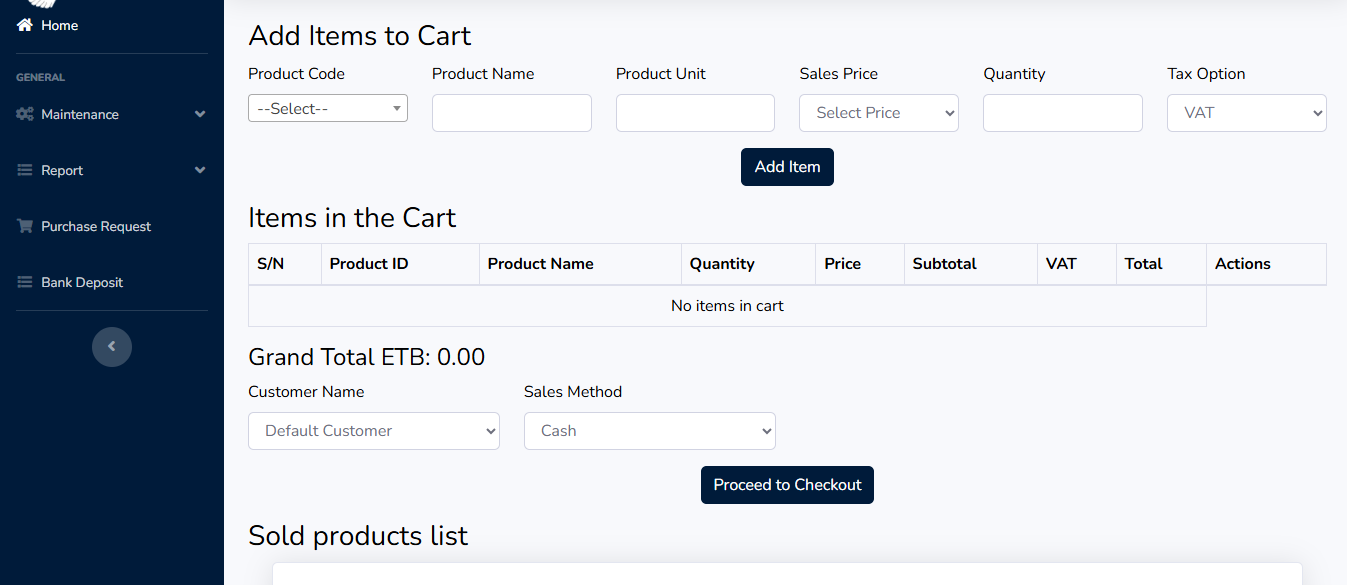 Home
GENERAL
Maintenance
Report
Purchase Request
Bank Deposit
Add Items to Cart
Product Code Product Name Product Unit Sales Price Quantity Tax Option
--Select-- Select Price VAT
Add Item
Items in the Cart
S/N Product ID Product Name Quantity Price Subtotal VAT Total Actions
No items in cart
Grand Total ETB: 0.00
Customer Name Sales Method
Default Customer Cash
Proceed to Checkout
Sold products list